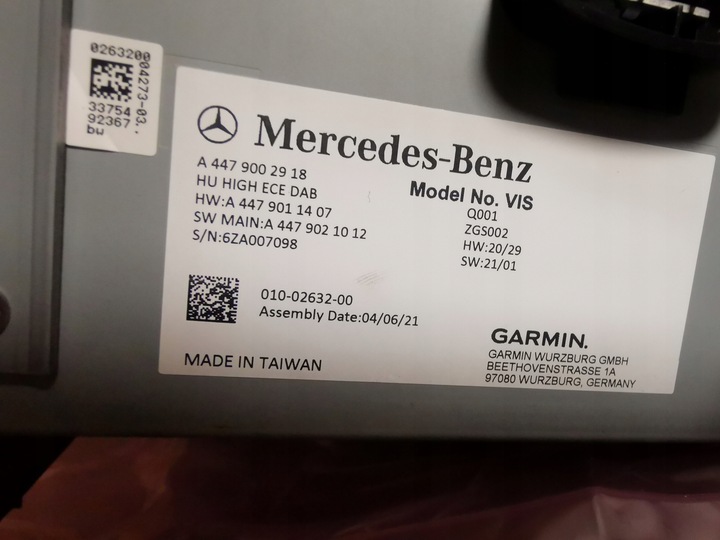 0263200
004273-03.
33754
92367
bw
Mercedes-Benz
A 447 900 29 18
HU HIGH ECE DAB
HW:A 447 901 14 07
SW MAIN:A 447 902 10 12
S/N:6ZA007098
Model No. VIS
Q001
ZGS002
HW:20/29
SW:21/01
010-02632-00
Assembly Date:04/06/21
MADE IN TAIWAN
GARMIN.
GARMIN WURZBURG GMBH
BEETHOVENSTRASSE 1A
97080 WURZBURG, GERMANY